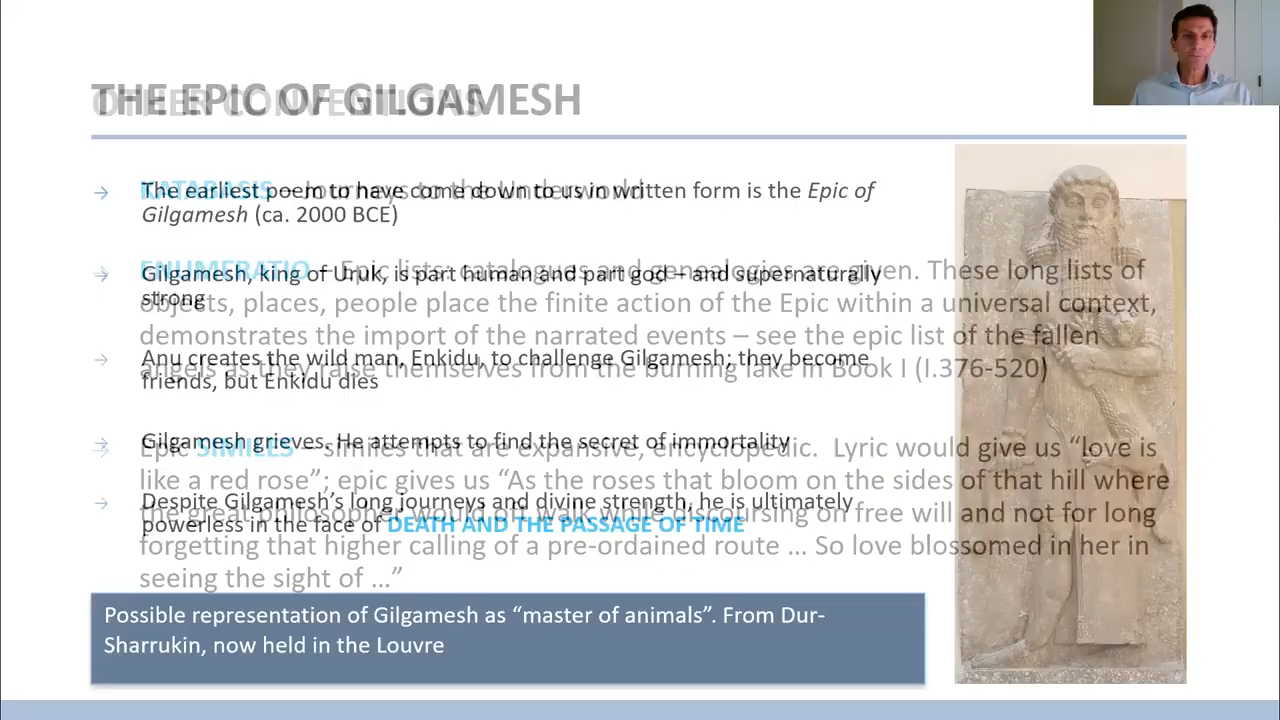 THE EPIC OF GILGAMESH
OTHER CONVENTIONS
→ The earliest poem to have come down to us in written form is the Epic of
Gilgamesh (ca. 2000 BCE)
→ Gilgamesh, king of Uruk, is part human and part god – and supernaturally
strong
→ Anu creates the wild man, Enkidu, to challenge Gilgamesh; they become
friends, but Enkidu dies
→ Gilgamesh grieves. He attempts to find the secret of immortality
→ Despite Gilgamesh’s long journeys and divine strength, he is ultimately
powerless in the face of DEATH AND THE PASSAGE OF TIME
KATABASIS – Journeys to the Underworld
ENUMERATIO – Epic lists: catalogues and genealogies are given. These long lists of
objects, places, people place the finite action of the Epic within a universal context,
demonstrates the import of the narrated events – see the epic list of the fallen
angels as they raise themselves from the burning lake in Book I (I.376-520)
Epic SIMILES – similes that are expansive, encyclopedic. Lyric would give us “love is
like a red rose”; epic gives us “As the roses that bloom on the sides of that hill where
the great philosopher would oft walk while discoursing on free will and not for long
forgetting that higher calling of a pre-ordained route … So love blossomed in her in
seeing the sight of …”
Possible representation of Gilgamesh as “master of animals”. From Dur-
Sharrukin, now held in the Louvre